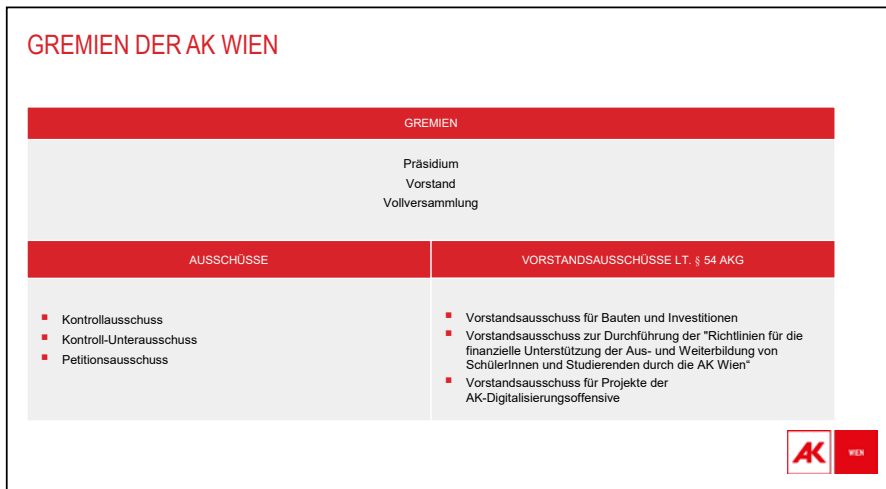 GREMIEN DER AK WIEN
GREMIEN
Präsidium
Vorstand
Vollversammlung
AUSSCHÜSSE
VORSTANDSAUSSCHÜSSE LT. § 54 AKG
Kontrollausschuss
Kontroll-Unterausschuss
Petitionsausschuss
Vorstandsausschuss für Bauten und Investitionen
Vorstandsausschuss zur Durchführung der "Richtlinien für die
finanzielle Unterstützung der Aus- und Weiterbildung von
SchülerInnen und Studierenden durch die AK Wien“
Vorstandsausschuss für Projekte der
AK-Digitalisierungsoffensive
AK WIEN